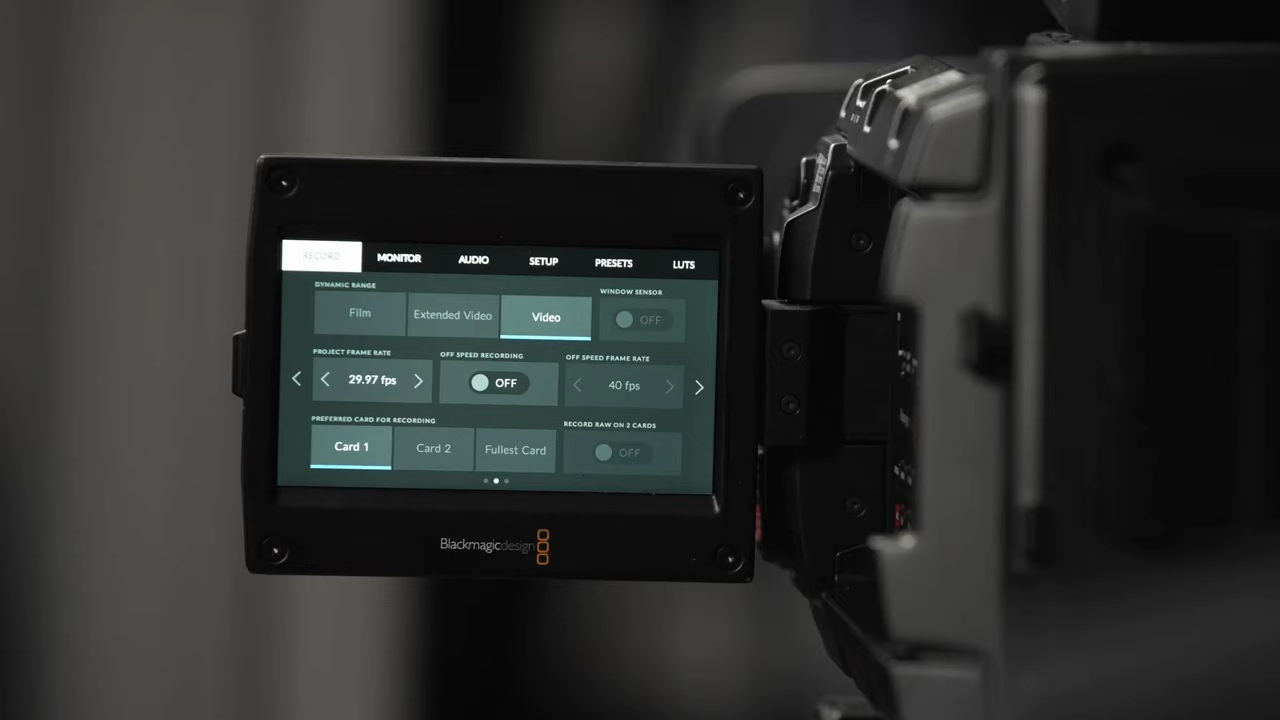 RECORD MONITOR AUDIO SETUP PRESETS LUTS
DYNAMIC RANGE WINDOW SENSOR
Film Extended Video Video OFF
PROJECT FRAME RATE OFF SPEED RECORDING OFF SPEED FRAME RATE
29.97 fps OFF 40 fps
PREFERRED CARD FOR RECORDING RECORD RAW ON 2 CARDS
Card 1 Card 2 Fullest Card OFF
Blackmagicdesign